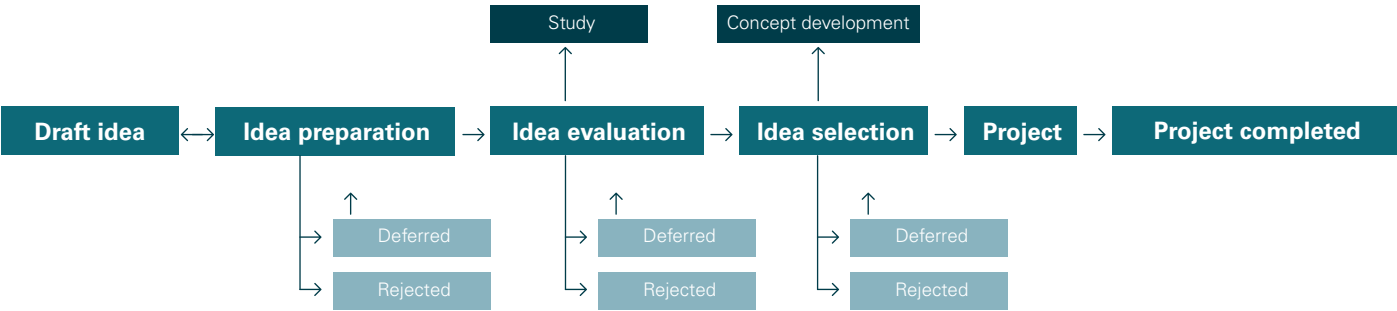 Study
Concept development
Draft idea
Idea preparation
Idea evaluation
Idea selection
Project
Project completed
Deferred
Deferred
Deferred
Rejected
Rejected
Rejected